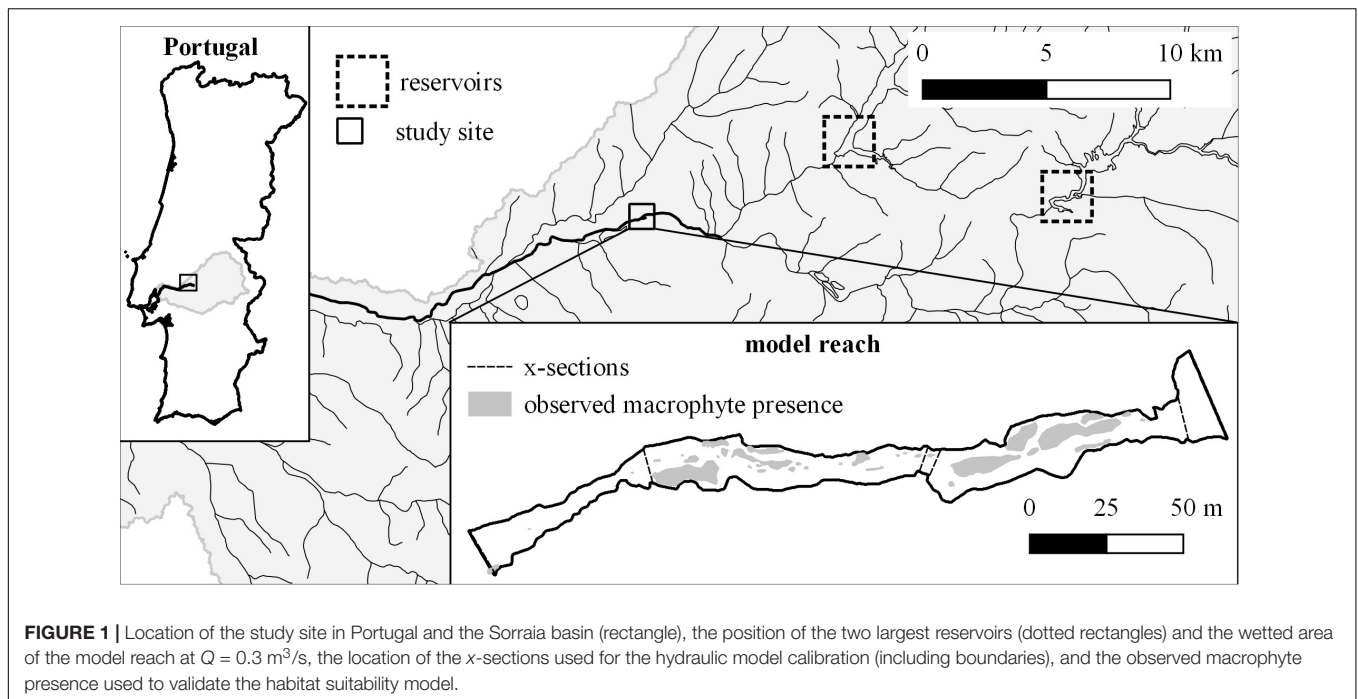 Portugal
reservoirs
study site
0 5 10 km
model reach
x-sections
observed macrophyte presence
0 25 50 m
FIGURE 1 | Location of the study site in Portugal and the Sorraia basin (rectangle), the position of the two largest reservoirs (dotted rectangles) and the wetted area
of the model reach at Q = 0.3 m³/s, the location of the x-sections used for the hydraulic model calibration (including boundaries), and the observed macrophyte
presence used to validate the habitat suitability model.